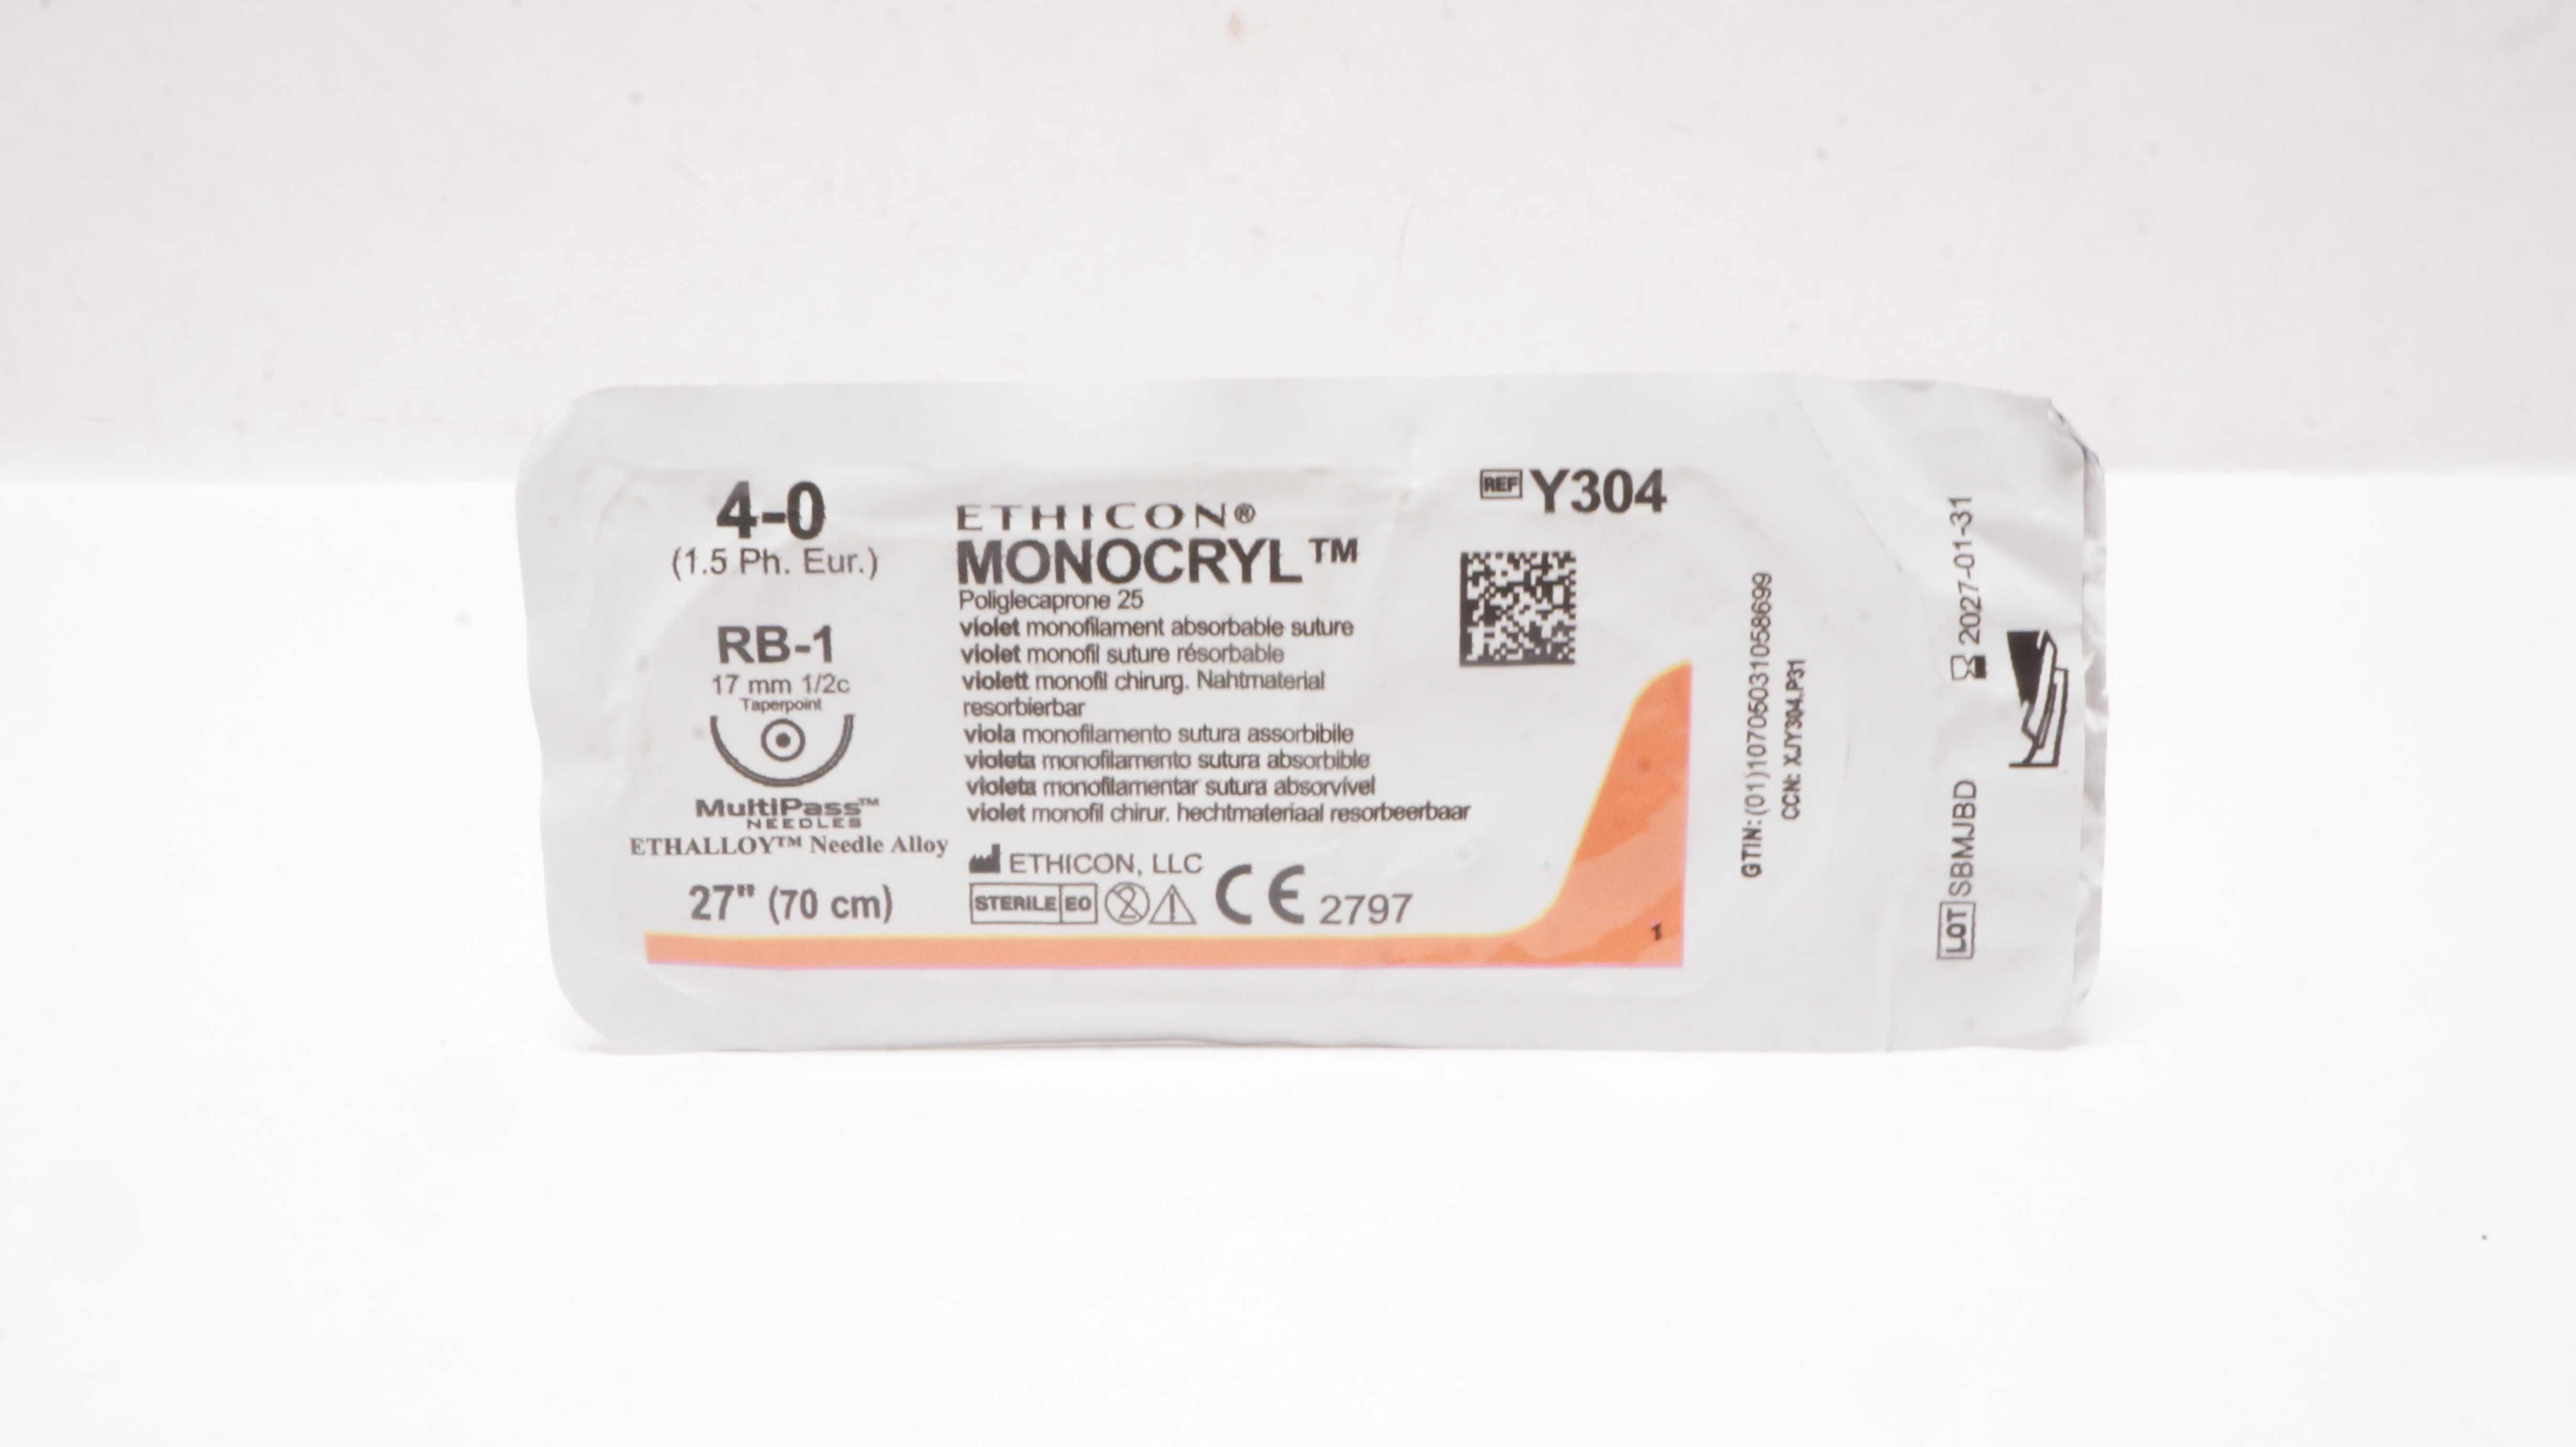 4-0
(1.5 Ph. Eur.)
RB-1
17 mm 1/2c
Taperpoint
MultiPass™
NEEDLES
ETHALLOY™ Needle Alloy
27" (70 cm)
ETHICON®
MONOCRYL™
Poliglecaprone 25
violet monofilament absorbable suture
violet monofil suture résorbable
violett monofil chirurg. Nahtmaterial
resorbierbar
viola monofilamento sutura assorbibile
violeta monofilamento sutura absorbible
violeta monofilamentar sutura absorvível
violet monofil chirur. hechtmateriaal resorbeerbaar
ETHICON, LLC
STERILE EO 2 CE 2797
REF Y304
1
GTIN: (01)10705031058699
CCN: XJY304.P31
2027-01-31
LOT SBMJBD